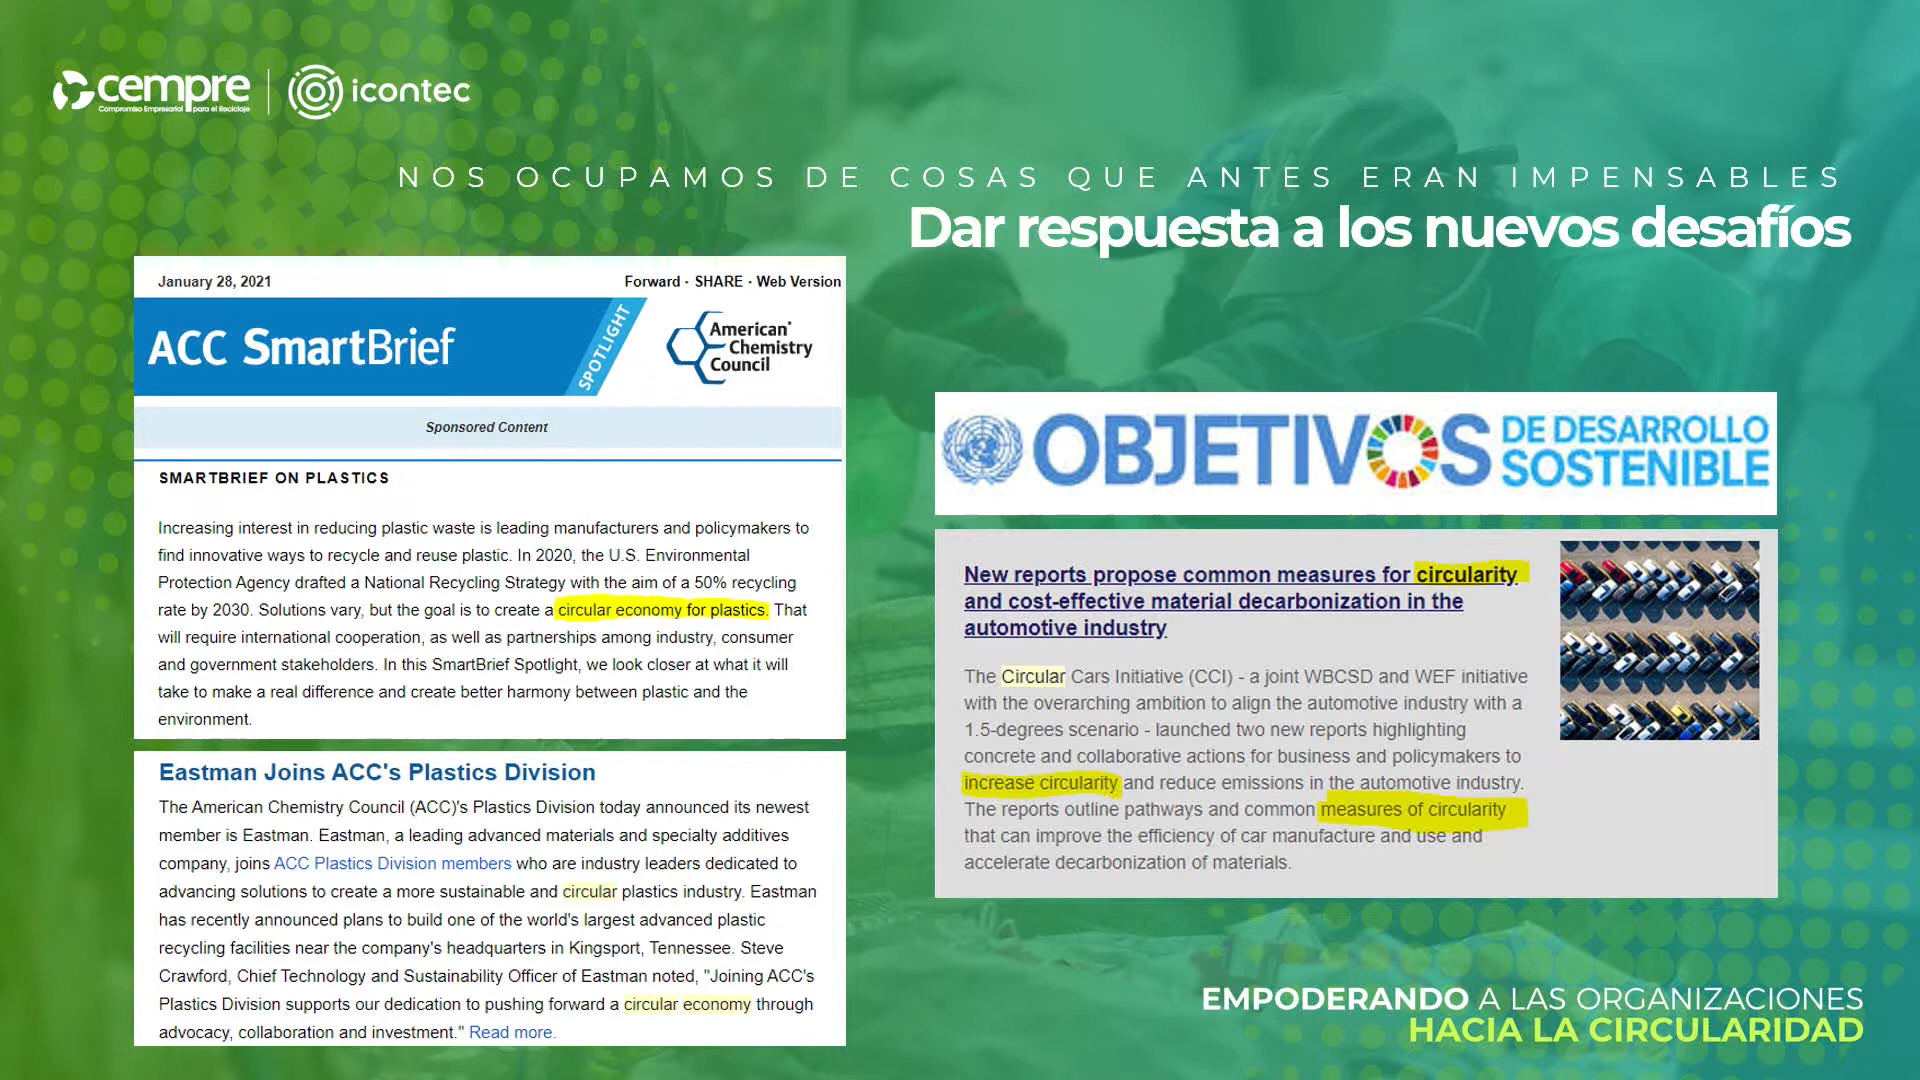 cempre
Compromiso Empresarial para el Reciclaje
icontec
NOS OCUPAMOS DE COSAS QUE ANTES ERAN IMPENSABLES
Dar respuesta a los nuevos desafíos
January 28, 2021
Forward · SHARE · Web Version
ACC SmartBrief
SPOTLIGHT
American®
Chemistry
Council
Sponsored Content
SMARTBRIEF ON PLASTICS
Increasing interest in reducing plastic waste is leading manufacturers and policymakers to
find innovative ways to recycle and reuse plastic. In 2020, the U.S. Environmental
Protection Agency drafted a National Recycling Strategy with the aim of a 50% recycling
rate by 2030. Solutions vary, but the goal is to create a circular economy for plastics. That
will require international cooperation, as well as partnerships among industry, consumer
and government stakeholders. In this SmartBrief Spotlight, we look closer at what it will
take to make a real difference and create better harmony between plastic and the
environment.
Eastman Joins ACC's Plastics Division
The American Chemistry Council (ACC)'s Plastics Division today announced its newest
member is Eastman. Eastman, a leading advanced materials and specialty additives
company, joins ACC Plastics Division members who are industry leaders dedicated to
advancing solutions to create a more sustainable and circular plastics industry. Eastman
has recently announced plans to build one of the world's largest advanced plastic
recycling facilities near the company's headquarters in Kingsport, Tennessee. Steve
Crawford, Chief Technology and Sustainability Officer of Eastman noted, "Joining ACC's
Plastics Division supports our dedication to pushing forward a circular economy through
advocacy, collaboration and investment." Read more.
OBJETIVOS DE DESARROLLO
SOSTENIBLE
New reports propose common measures for circularity
and cost-effective material decarbonization in the
automotive industry
The Circular Cars Initiative (CCI) - a joint WBCSD and WEF initiative
with the overarching ambition to align the automotive industry with a
1.5-degrees scenario - launched two new reports highlighting
concrete and collaborative actions for business and policymakers to
increase circularity and reduce emissions in the automotive industry.
The reports outline pathways and common measures of circularity
that can improve the efficiency of car manufacture and use and
accelerate decarbonization of materials.
EMPODERANDO A LAS ORGANIZACIONES
HACIA LA CIRCULARIDAD